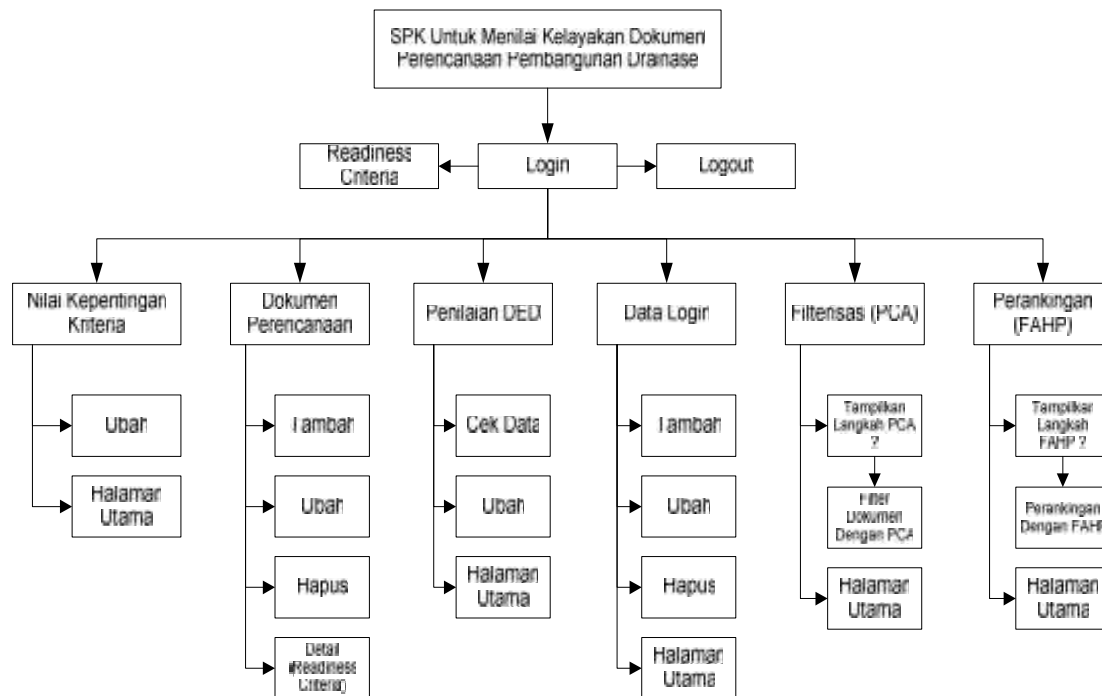 SPK Untuk Menilai Kelayakan Dokumen
Perencanaan Pembangunan Drainase
Readiness
Criteria
Login
Logout
Nilai Kepentingan
Kriteria
Dokumen
Perencanaan
Penilaian DED
Data Login
Filterisasi (PCA)
Perankingan
(FAHP)
Ubah
Halaman
Utama
Tambah
Ubah
Hapus
Detail
(Readiness
Criteria)
Cek Data
Ubah
Halaman
Utama
Tambah
Ubah
Hapus
Halaman
Utama
Tampilkan
Langkah PCA
?
Filter
Dokumen
Dengan PCA
Halaman
Utama
Tampilkan
Langkah
FAHP ?
Perankingan
Dengan FAHP
Halaman
Utama